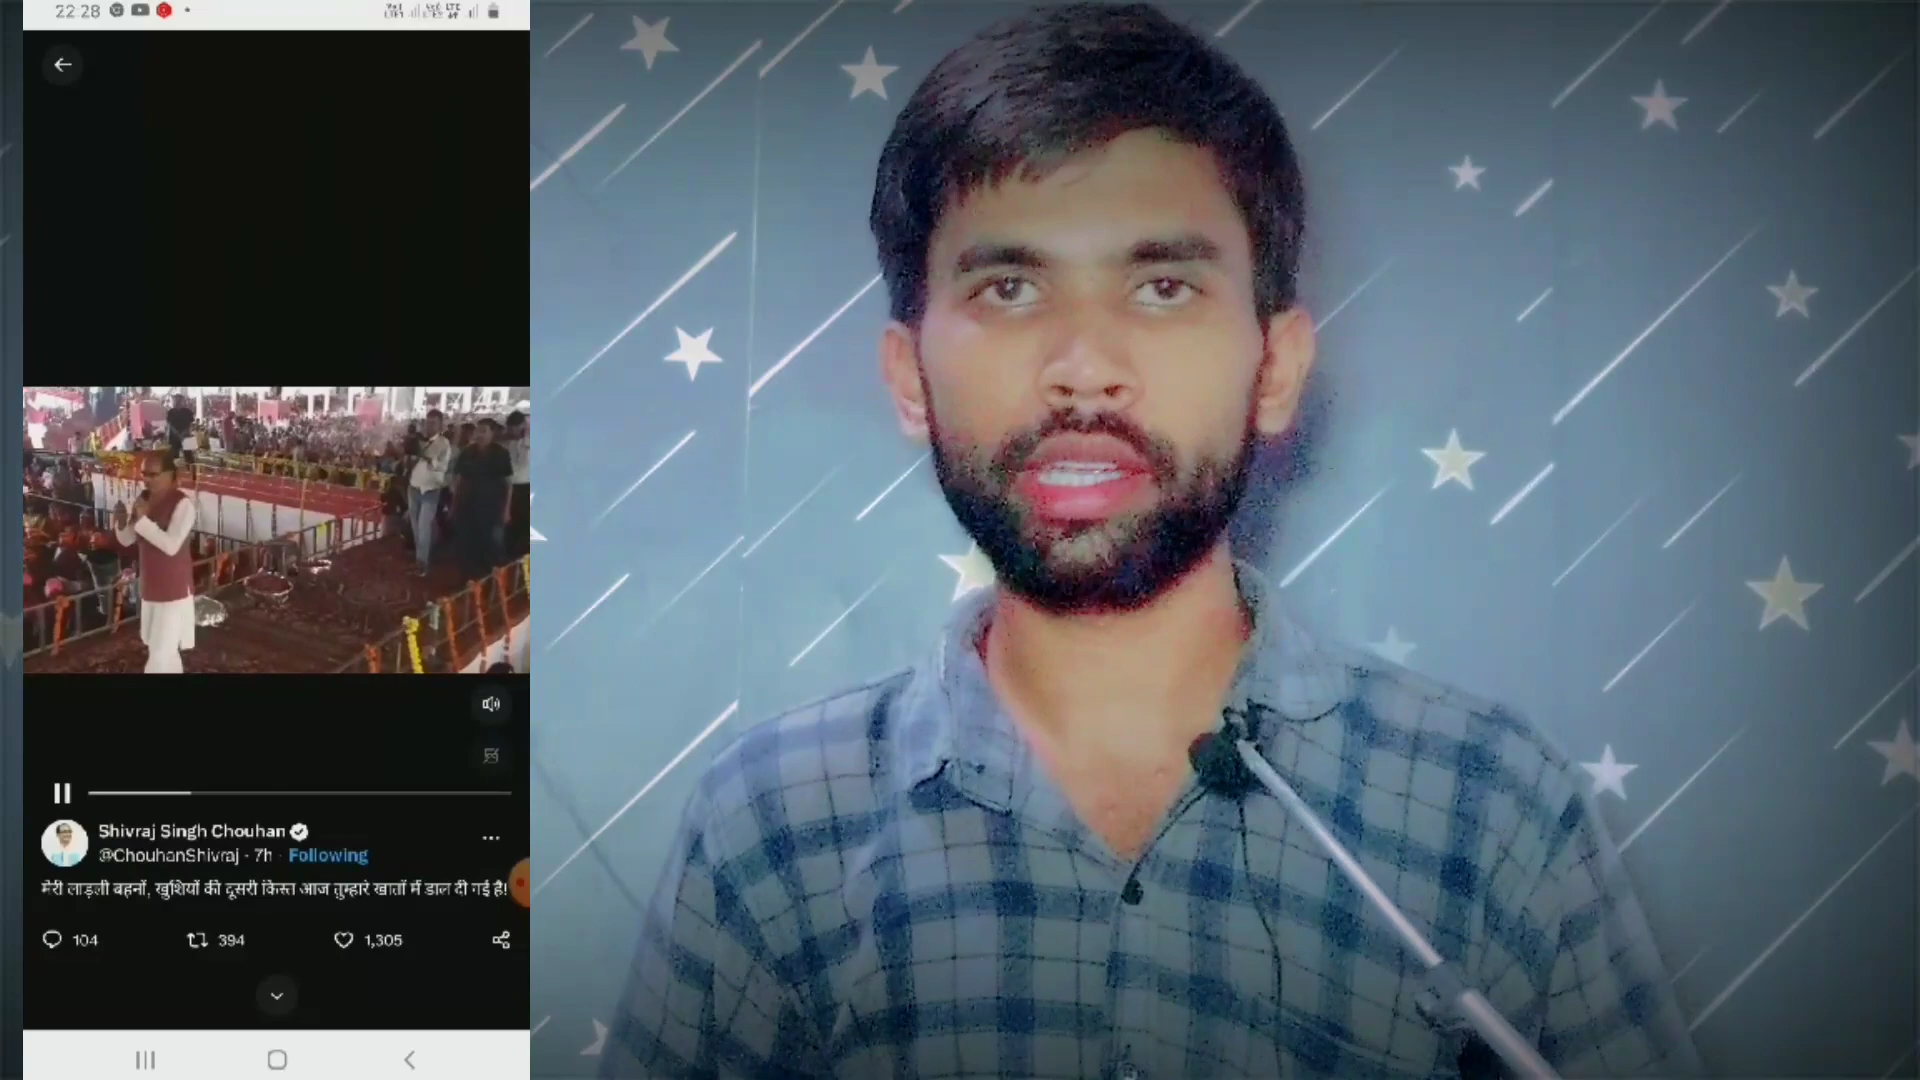 22.28
Shivraj Singh Chouhan
@ChouhanShivraj · 7h · Following
मेरी लाड़ली बहनों, खुशियों की दूसरी किस्त आज तुम्हारे खातों में डाल दी गई है!
104 394 1,305